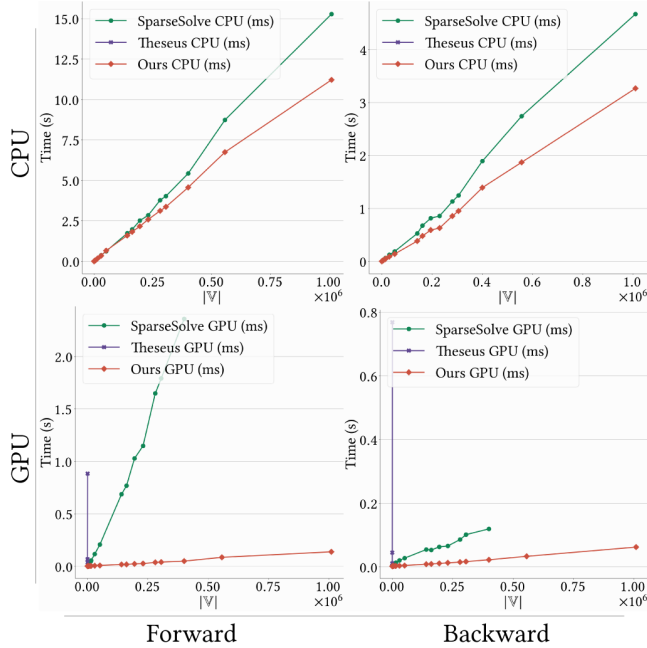 SparseSolve CPU (ms)
Theseus CPU (ms)
Ours CPU (ms)
15.0
12.5
10.0
7.5
5.0
2.5
0.0
Time (s)
0.00 0.25 0.50 0.75 1.00
|𝕍|
×10⁶
SparseSolve CPU (ms)
Theseus CPU (ms)
Ours CPU (ms)
4
3
2
1
0
Time (s)
0.0 0.2 0.4 0.6 0.8 1.0
|𝕍|
×10⁶
CPU
SparseSolve GPU (ms)
Theseus GPU (ms)
Ours GPU (ms)
2.0
1.5
1.0
0.5
0.0
Time (s)
0.00 0.25 0.50 0.75 1.00
|𝕍|
×10⁶
SparseSolve GPU (ms)
Theseus GPU (ms)
Ours GPU (ms)
0.8
0.6
0.4
0.2
0.0
Time (s)
0.00 0.25 0.50 0.75 1.00
|𝕍|
×10⁶
GPU
Forward
Backward